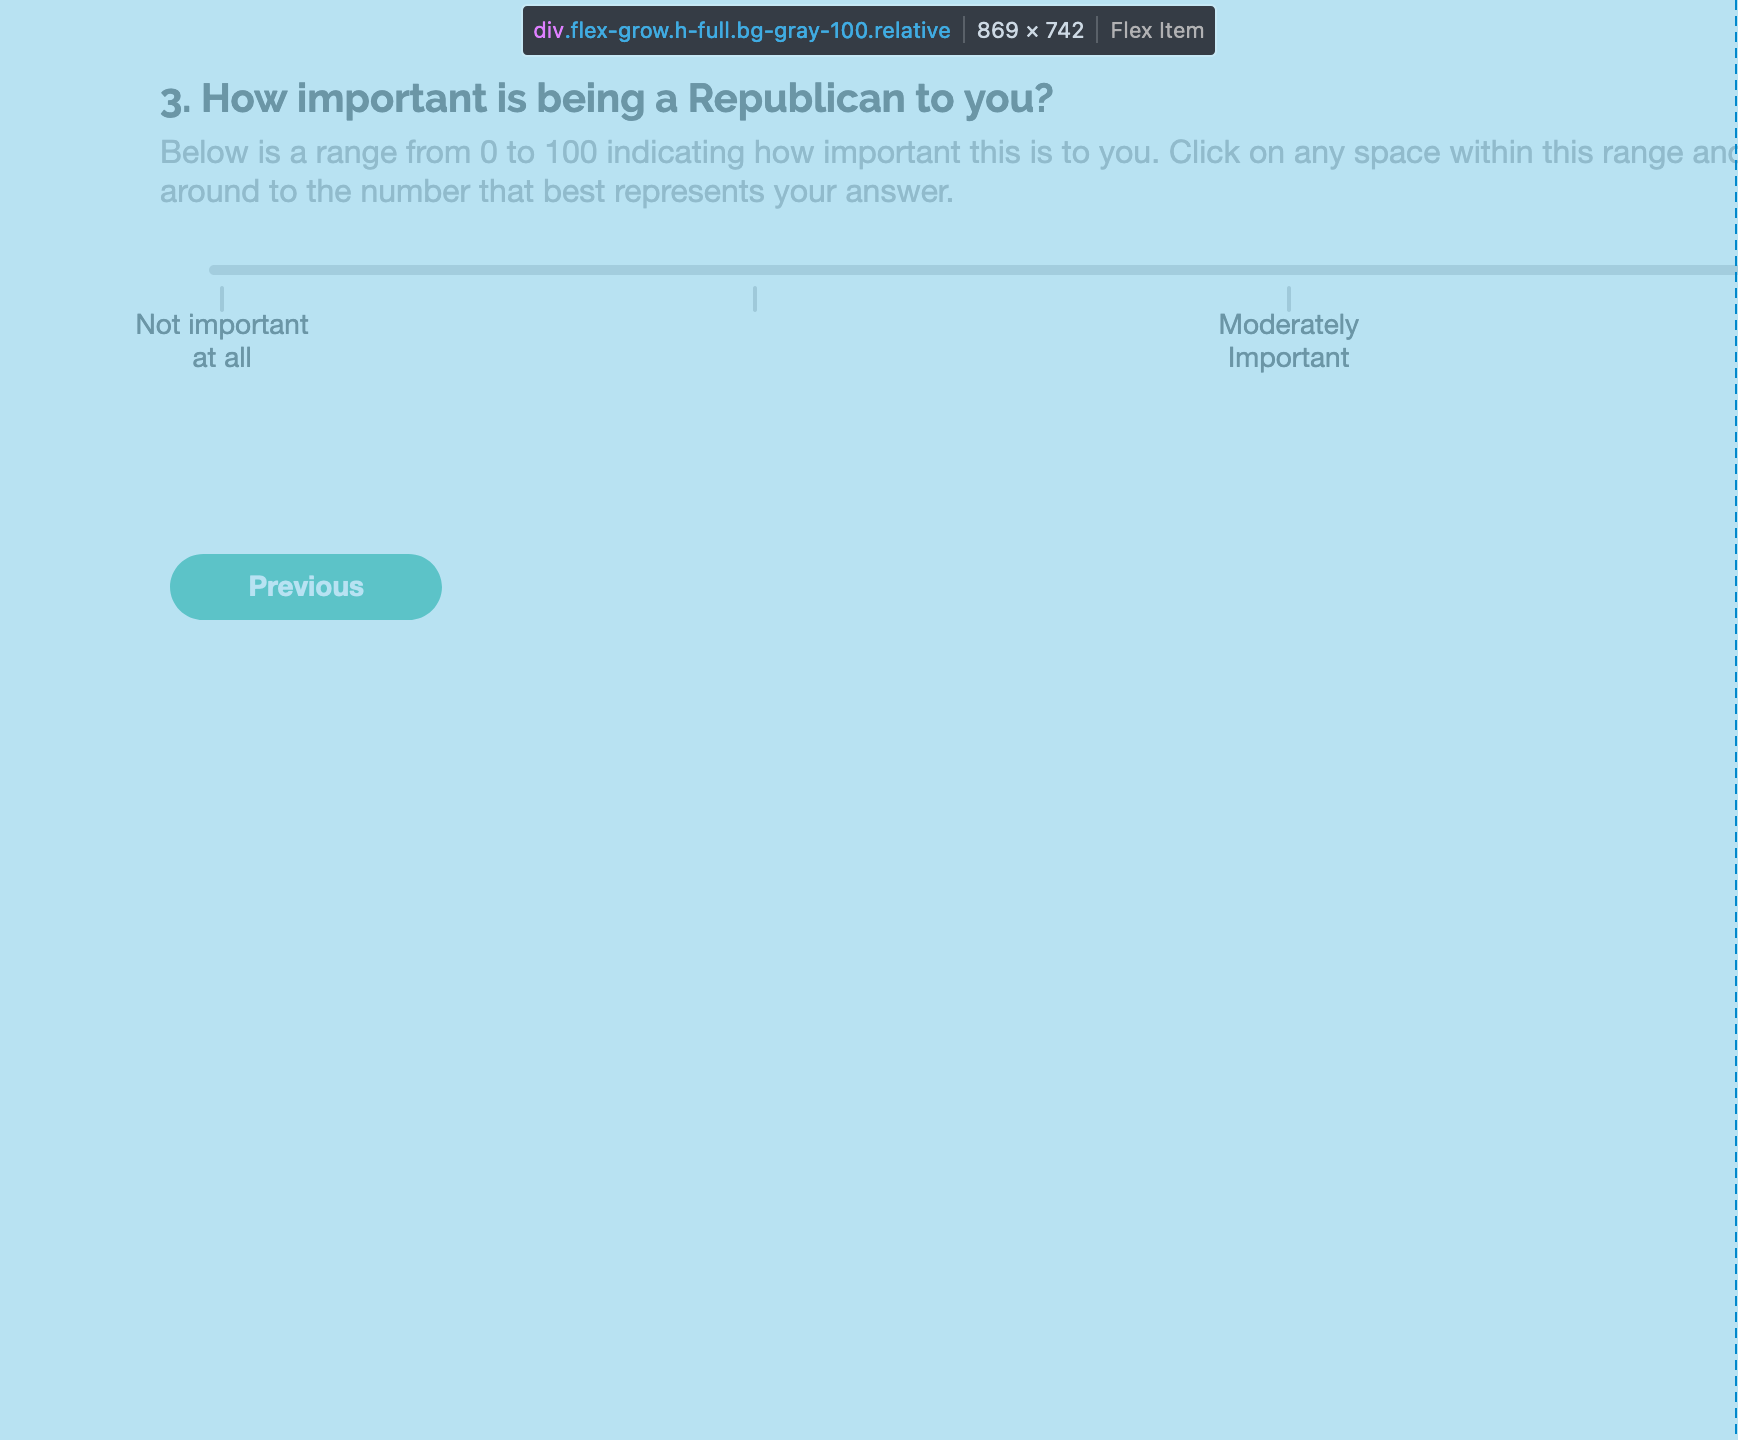 div.flex-grow.h-full.bg-gray-100.relative 869 × 742 Flex Item
3. How important is being a Republican to you?
Below is a range from 0 to 100 indicating how important this is to you. Click on any space within this range and
around to the number that best represents your answer.
Not important
at all
Moderately
Important
Previous